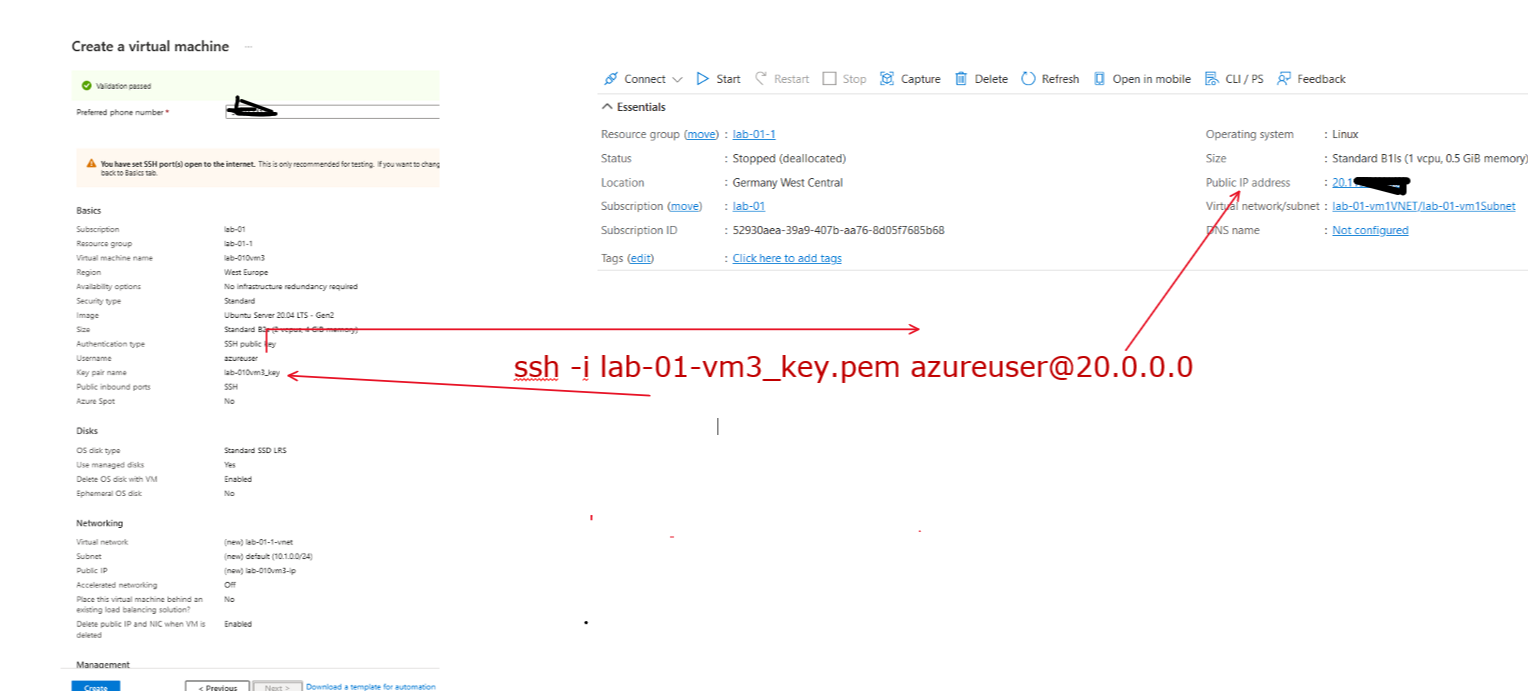 Create a virtual machine ...
Validation passed
Preferred phone number *
You have set SSH port(s) open to the internet. This is only recommended for testing. If you want to chang
back to Basics tab.
Basics
Subscription lab-01
Resource group lab-01-1
Virtual machine name lab-010vm3
Region West Europe
Availability options No infrastructure redundancy required
Security type Standard
Image Ubuntu Server 20.04 LTS - Gen2
Size Standard B2s (2 vcpus, 4 GiB memory)
Authentication type SSH public key
Username azureuser
Key pair name lab-010vm3_key
Public inbound ports SSH
Azure Spot No
Disks
OS disk type Standard SSD LRS
Use managed disks Yes
Delete OS disk with VM Enabled
Ephemeral OS disk No
Networking
Virtual network (new) lab-01-1-vnet
Subnet (new) default (10.1.0.0/24)
Public IP (new) lab-010vm3-ip
Accelerated networking Off
Place this virtual machine behind an No
existing load balancing solution?
Delete public IP and NIC when VM is Enabled
deleted
Management
Create < Previous Next > Download a template for automation
Connect Start Restart Stop Capture Delete Refresh Open in mobile CLI / PS Feedback
Essentials
Resource group (move) : lab-01-1
Status : Stopped (deallocated)
Location : Germany West Central
Subscription (move) : lab-01
Subscription ID : 52930aea-39a9-407b-aa76-8d05f7685b68
Tags (edit) : Click here to add tags
Operating system : Linux
Size : Standard B1ls (1 vcpu, 0.5 GiB memory)
Public IP address : 20.1
Virtual network/subnet : lab-01-vm1VNET/lab-01-vm1Subnet
DNS name : Not configured
ssh -i lab-01-vm3_key.pem azureuser@20.0.0.0